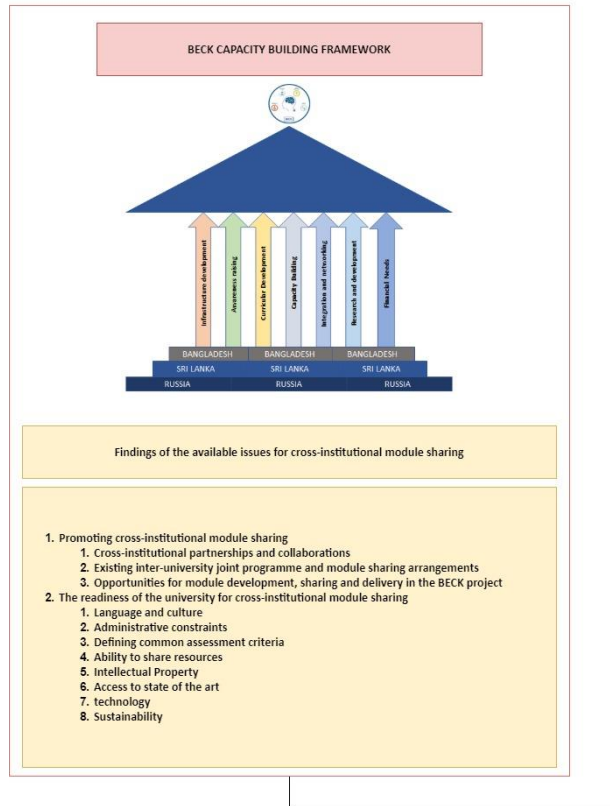 BECK CAPACITY BUILDING FRAMEWORK
Infrastructure development
Awareness raising
Curricular Development
Capacity Building
Integration and networking
Research and development
Financial Needs
BANGLADESH BANGLADESH BANGLADESH
SRI LANKA SRI LANKA SRI LANKA
RUSSIA RUSSIA RUSSIA
Findings of the available issues for cross-institutional module sharing
1. Promoting cross-institutional module sharing
1. Cross-institutional partnerships and collaborations
2. Existing inter-university joint programme and module sharing arrangements
3. Opportunities for module development, sharing and delivery in the BECK project
2. The readiness of the university for cross-institutional module sharing
1. Language and culture
2. Administrative constraints
3. Defining common assessment criteria
4. Ability to share resources
5. Intellectual Property
6. Access to state of the art
7. technology
8. Sustainability